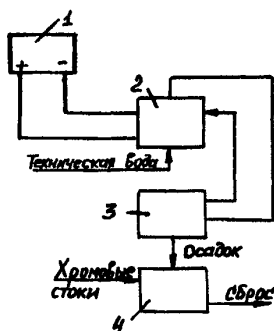 1
+ -
2
Техническая вода
3
Осадок
Хромовые
стоки
Сброс
4